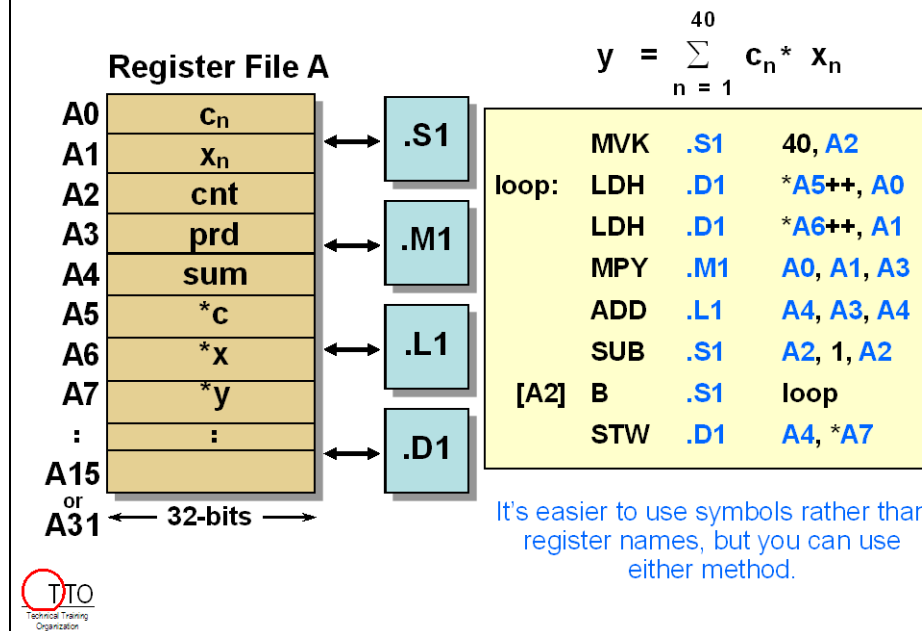 Register File A
A0 cn
A1 xn
A2 cnt
A3 prd
A4 sum
A5 *c
A6 *x
A7 *y
: :
A15
or
A31
32-bits
.S1
.M1
.L1
.D1
40
y = Σ cn* xn
n = 1
MVK .S1 40, A2
loop: LDH .D1 *A5++, A0
LDH .D1 *A6++, A1
MPY .M1 A0, A1, A3
ADD .L1 A4, A3, A4
SUB .S1 A2, 1, A2
[A2] B .S1 loop
STW .D1 A4, *A7
It's easier to use symbols rather than
register names, but you can use
either method.
TTO
Technical Training
Organization